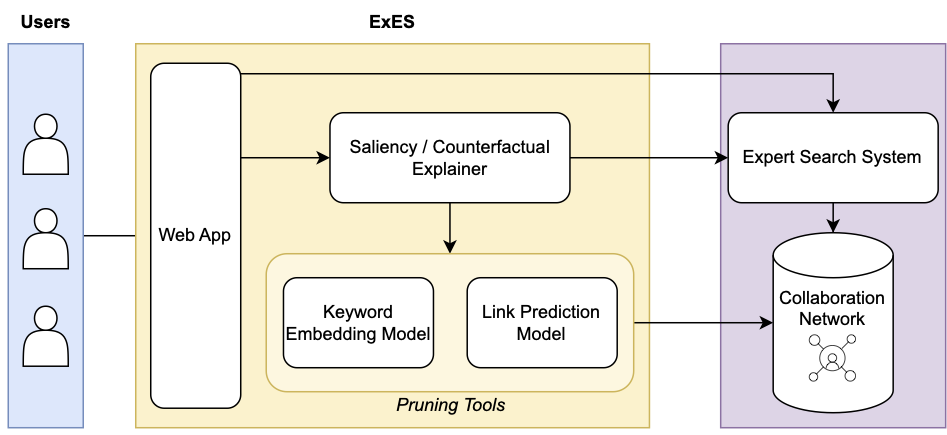 Users
ExES
Web App
Saliency / Counterfactual
Explainer
Expert Search System
Keyword
Embedding Model
Link Prediction
Model
Pruning Tools
Collaboration
Network